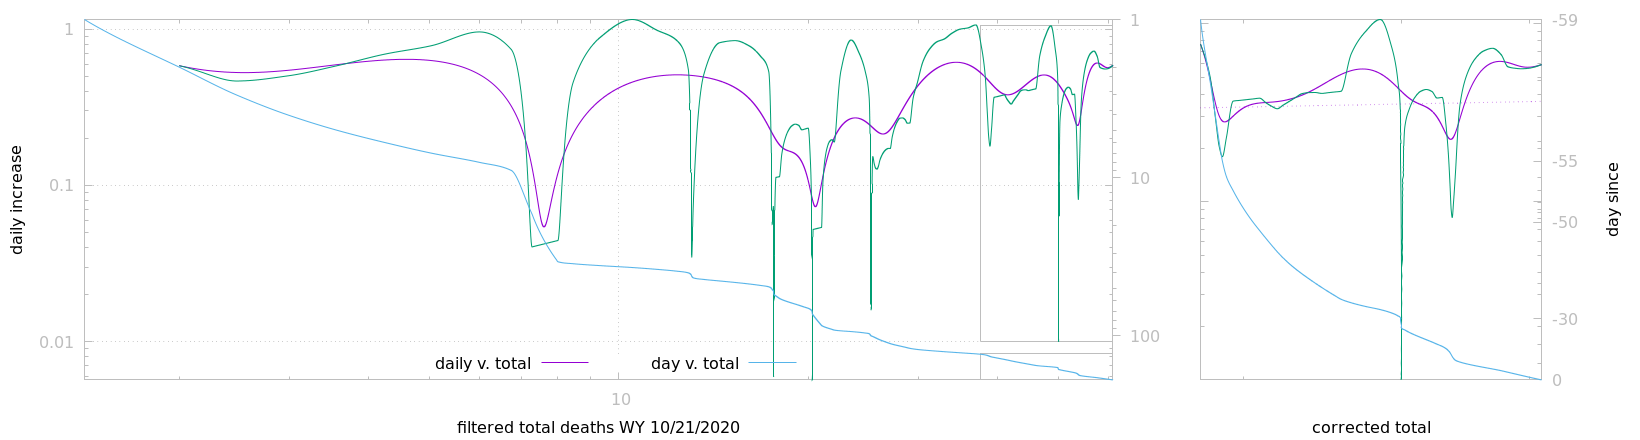 1
0.1
0.01
daily increase
10
filtered total deaths WY 10/21/2020
daily v. total
day v. total
1
10
100
-59
-55
-50
-30
0
day since
corrected total